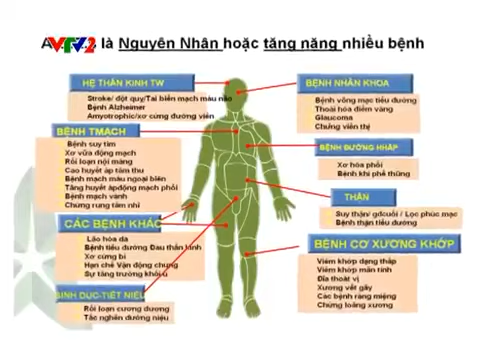 A VTV2 là Nguyên Nhân hoặc tăng năng nhiều bệnh
HỆ THẦN KINH TW
Stroke/ đột quỵ/Tai biến mạch máu não
Bệnh Alzheimer
Amyotrophic/xơ cứng đường viền
BỆNH TMẠCH
Bệnh suy tim
Xơ vữa động mạch
Rối loạn nội mảng
Cao huyết áp tâm thu
Bệnh mạch máu ngoại biên
Tăng huyết ápđộng mạch phổi
Bệnh mạch vành
Chứng rung tâm nhĩ
CÁC BỆNH KHÁC
Lão hóa da
Bệnh tiểu đường Đau thần kinh
Xơ cứng bì
Hạn chế Vận động chung
Sự tăng trưởng khối u
SINH DỤC-TIẾT NIỆU
Rối loạn cương dương
Tắc nghẽn đường niệu
BỆNH NHÃN KHOA
Bệnh võng mạc tiểu đường
Thoái hóa điểm vàng
Glaucoma
Chứng viễn thị
BỆNH ĐƯỜNG HHẤP
Xơ hóa phổi
Bệnh khí phế thũng
THẬN
Suy thận/ gđcuối / Lọc phúc mạc
Bệnh thận tiểu đường
BỆNH CƠ XƯƠNG KHỚP
Viêm khớp dạng thấp
Viêm khớp mãn tính
Đĩa thoát vị
Xương vết gãy
Các bệnh răng miệng
Chứng loãng xương